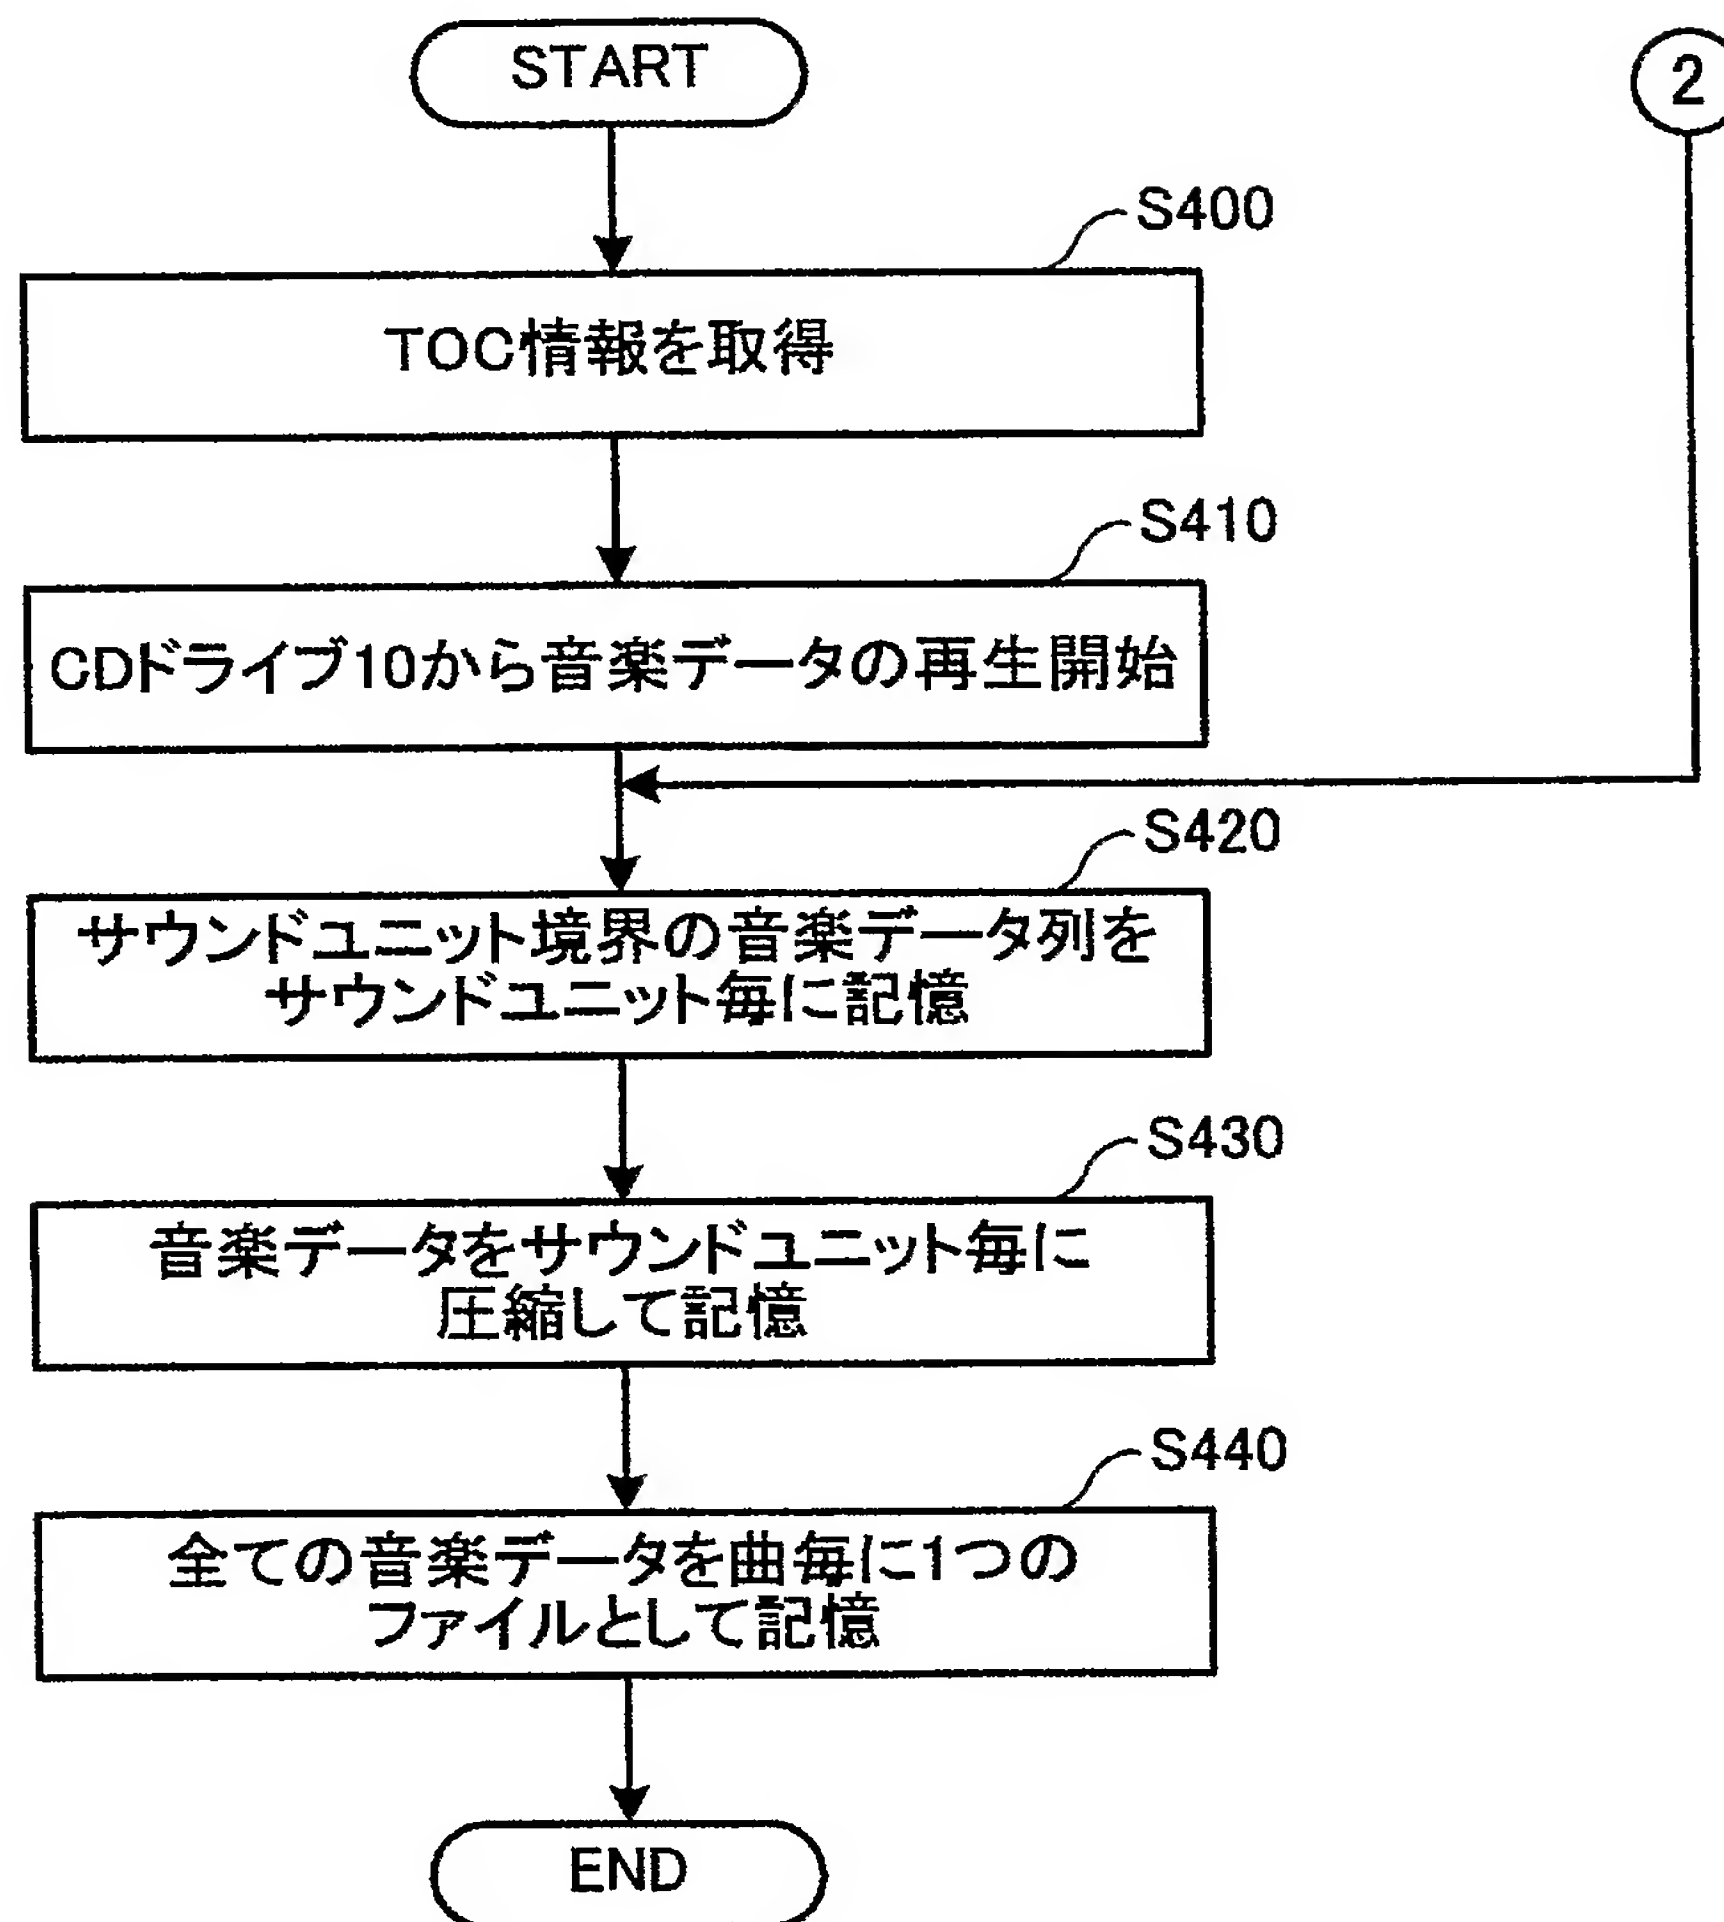 START
2
S400
TOC情報を取得
S410
CDドライブ10から音楽データの再生開始
S420
サウンドユニット境界の音楽データ列を
サウンドユニット毎に記憶
S430
音楽データをサウンドユニット毎に
圧縮して記憶
S440
全ての音楽データを曲毎に1つの
ファイルとして記憶
END